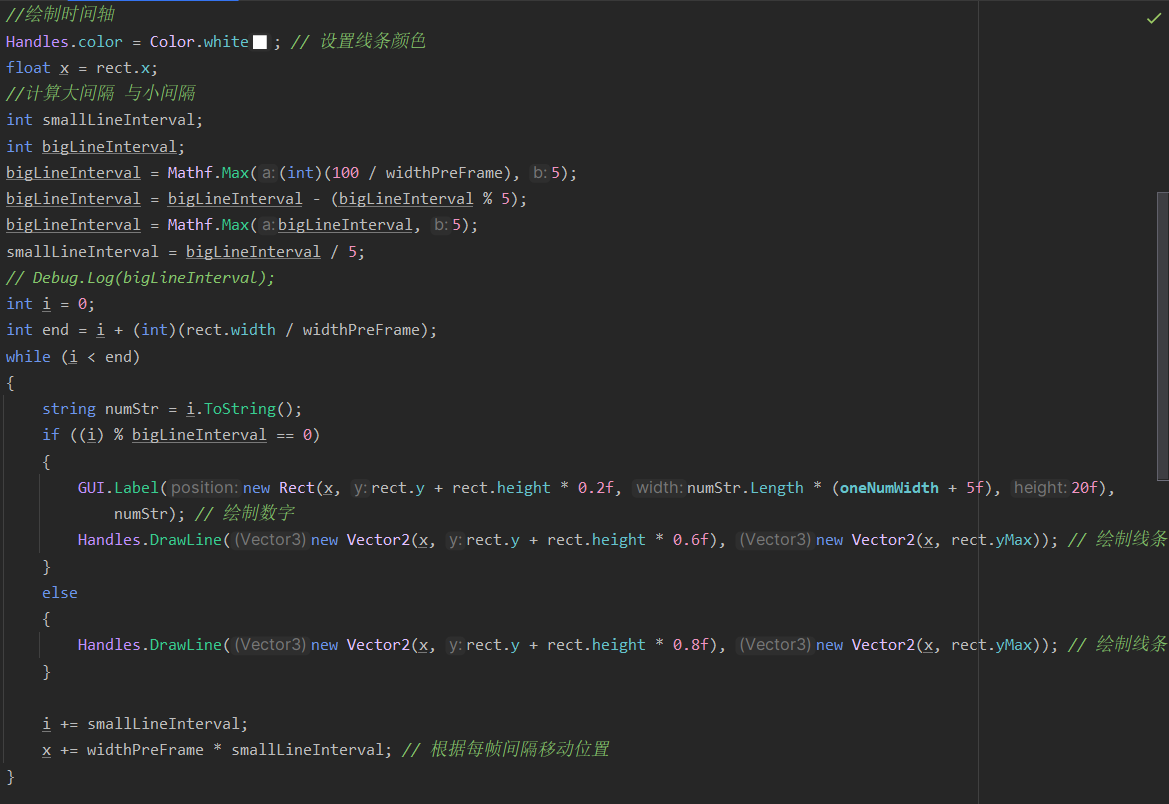 //绘制时间轴
Handles.color = Color.white ; // 设置线条颜色
float x = rect.x;
//计算大间隔 与小间隔
int smallLineInterval;
int bigLineInterval;
bigLineInterval = Mathf.Max( a: (int)(100 / widthPreFrame), b: 5);
bigLineInterval = bigLineInterval - (bigLineInterval % 5);
bigLineInterval = Mathf.Max( a: bigLineInterval, b: 5);
smallLineInterval = bigLineInterval / 5;
// Debug.Log(bigLineInterval);
int i = 0;
int end = i + (int)(rect.width / widthPreFrame);
while (i < end)
{
string numStr = i.ToString();
if ((i) % bigLineInterval == 0)
{
GUI.Label( position: new Rect(x, y: rect.y + rect.height * 0.2f, width: numStr.Length * (oneNumWidth + 5f), height: 20f),
numStr); // 绘制数字
Handles.DrawLine( (Vector3) new Vector2(x, y: rect.y + rect.height * 0.6f), (Vector3) new Vector2(x, rect.yMax)); // 绘制线条
}
else
{
Handles.DrawLine( (Vector3) new Vector2(x, y: rect.y + rect.height * 0.8f), (Vector3) new Vector2(x, rect.yMax)); // 绘制线条
}
i += smallLineInterval;
x += widthPreFrame * smallLineInterval; // 根据每帧间隔移动位置
}